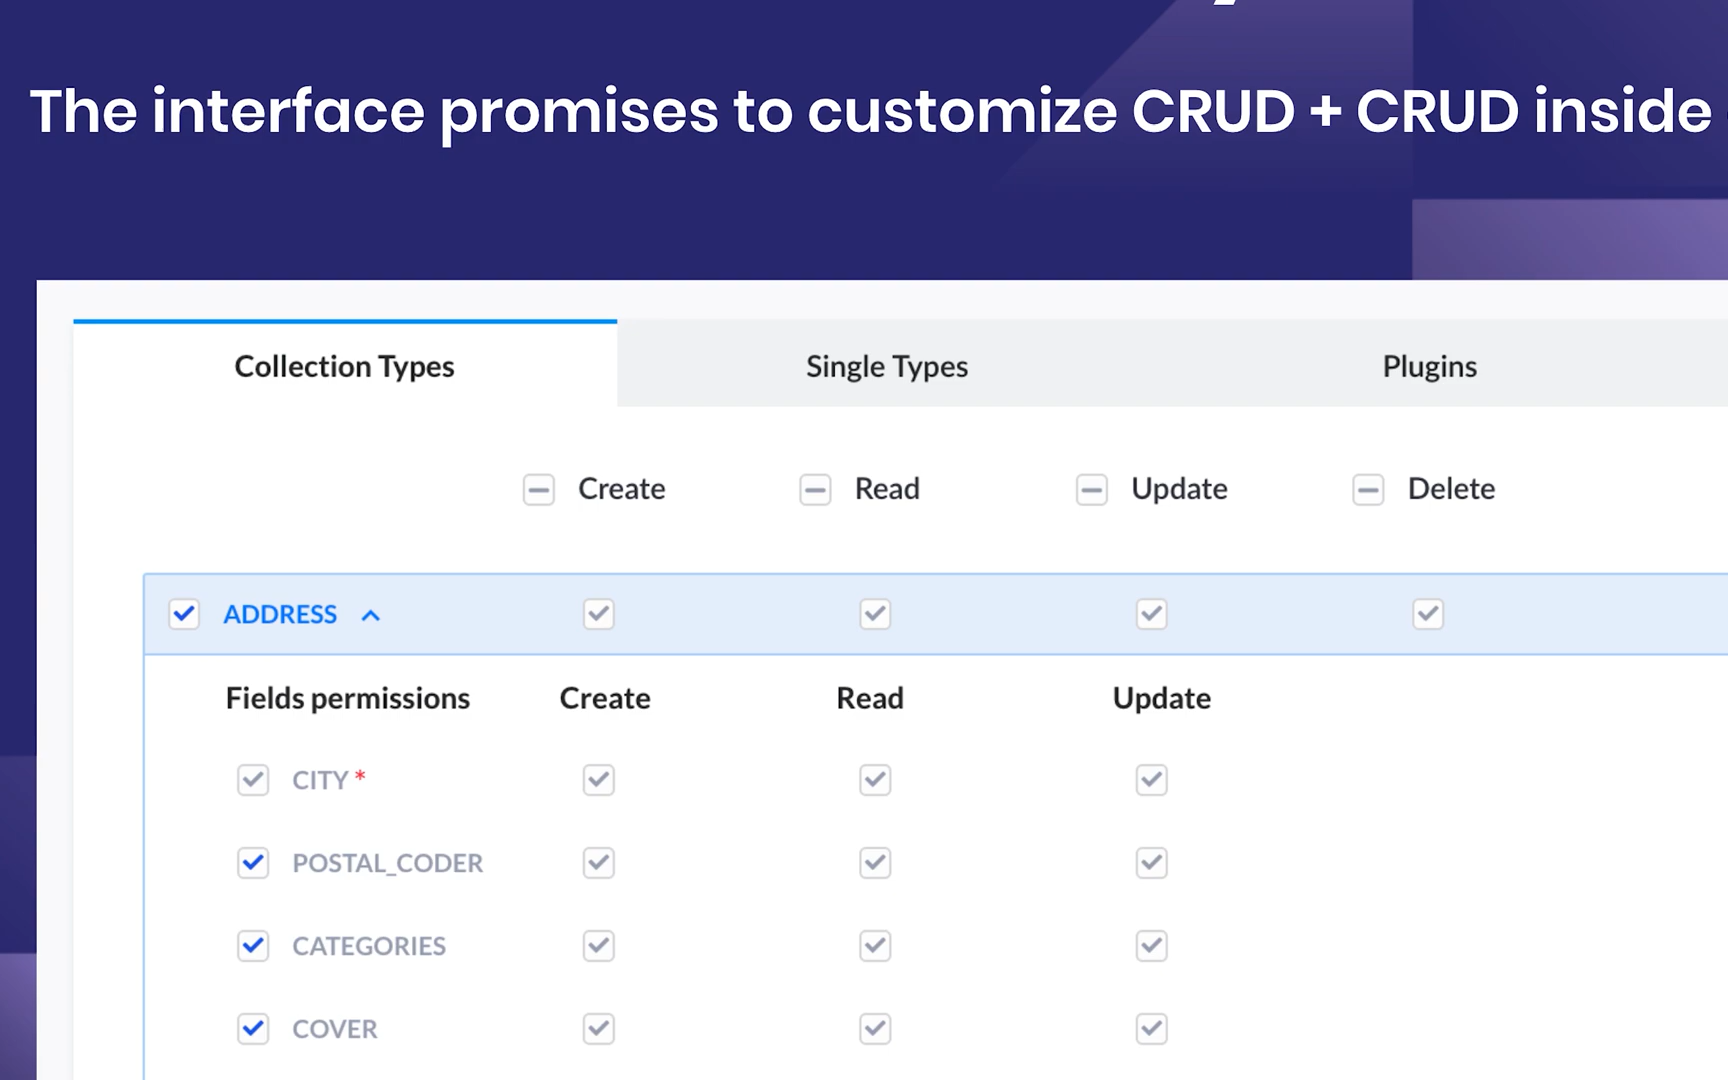 The interface promises to customize CRUD + CRUD inside
Collection Types Single Types Plugins
Create Read Update Delete
ADDRESS
Fields permissions Create Read Update
CITY *
POSTAL_CODER
CATEGORIES
COVER